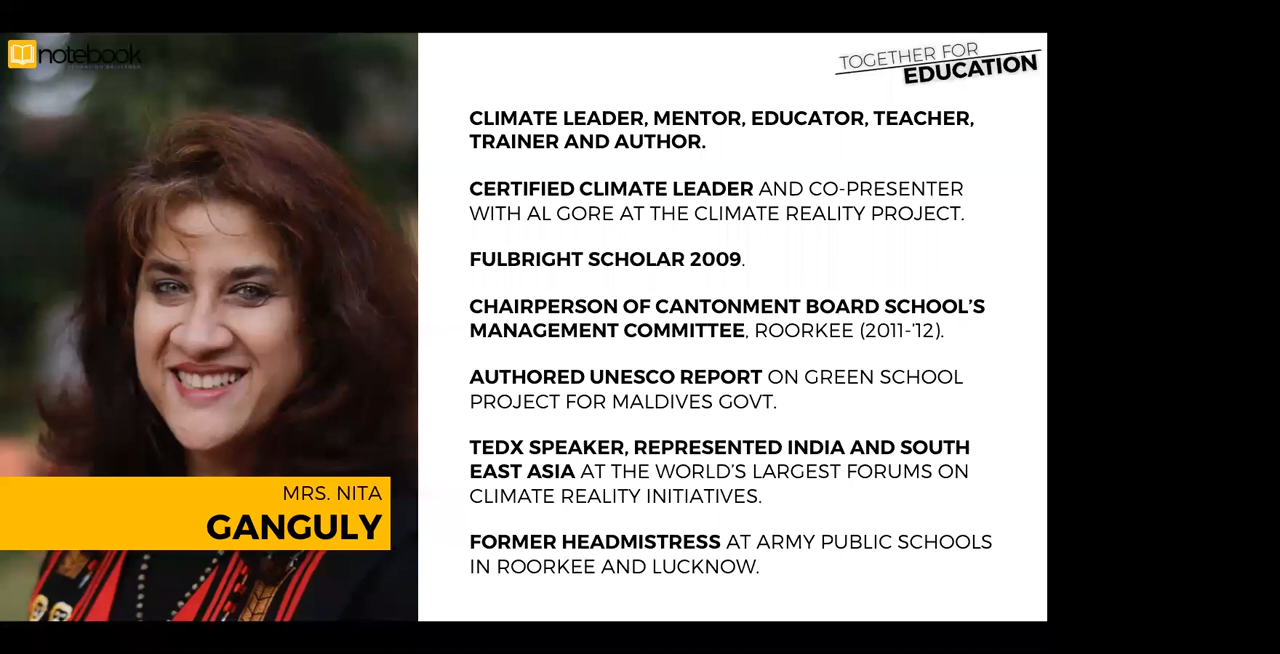 notebook
TOGETHER FOR
EDUCATION
CLIMATE LEADER, MENTOR, EDUCATOR, TEACHER,
TRAINER AND AUTHOR.
CERTIFIED CLIMATE LEADER AND CO-PRESENTER
WITH AL GORE AT THE CLIMATE REALITY PROJECT.
FULBRIGHT SCHOLAR 2009.
CHAIRPERSON OF CANTONMENT BOARD SCHOOL'S
MANAGEMENT COMMITTEE, ROORKEE (2011-'12).
AUTHORED UNESCO REPORT ON GREEN SCHOOL
PROJECT FOR MALDIVES GOVT.
TEDX SPEAKER, REPRESENTED INDIA AND SOUTH
EAST ASIA AT THE WORLD'S LARGEST FORUMS ON
CLIMATE REALITY INITIATIVES.
FORMER HEADMISTRESS AT ARMY PUBLIC SCHOOLS
IN ROORKEE AND LUCKNOW.
MRS. NITA
GANGULY